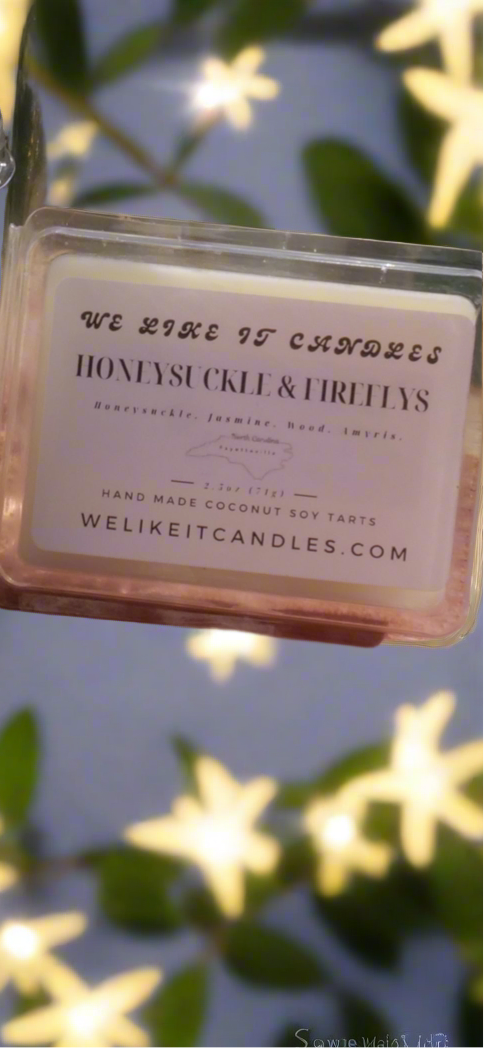 WE LIKE IT CANDLES
HONEYSUCKLE & FIREFLYS
Honeysuckle. Jasmine. Wood. Amyris.
North Carolina
Fayetteville
2.5oz (71g)
HAND MADE COCONUT SOY TARTS
WELIKEITCANDLES.COM